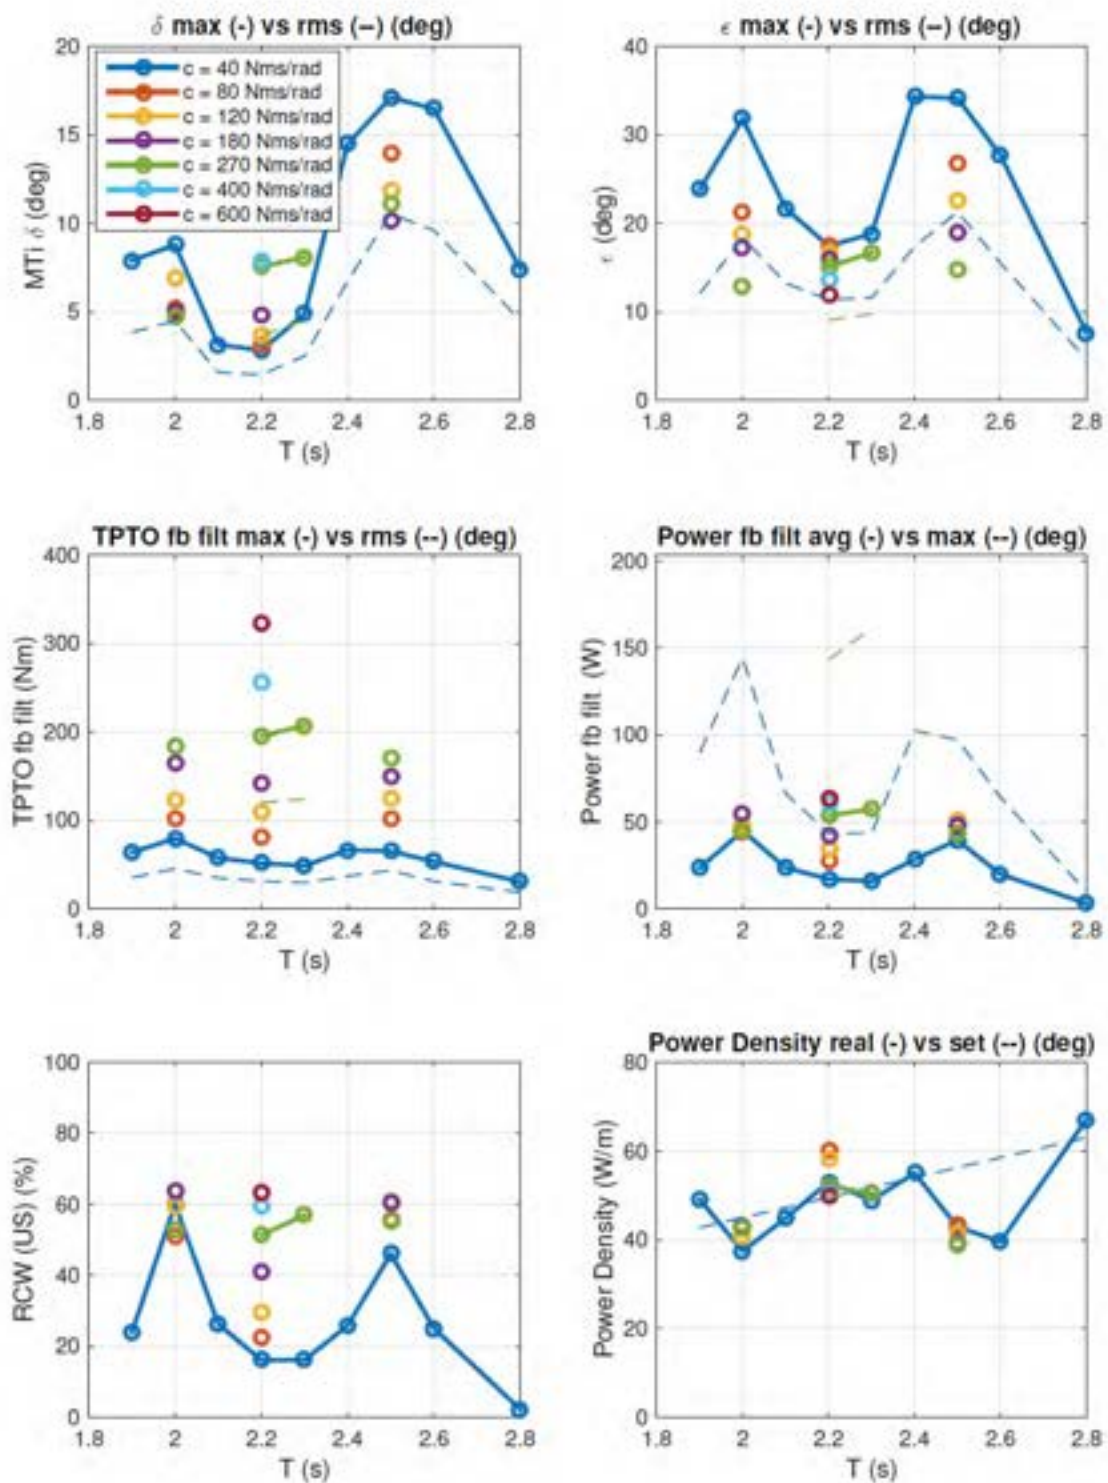 δ max (-) vs rms (--) (deg)
MTi δ (deg)
20
15
10
5
0
c = 40 Nms/rad
c = 80 Nms/rad
c = 120 Nms/rad
c = 180 Nms/rad
c = 270 Nms/rad
c = 400 Nms/rad
c = 600 Nms/rad
1.8 2 2.2 2.4 2.6 2.8
T (s)
ϵ max (-) vs rms (--) (deg)
ϵ (deg)
40
30
20
10
0
1.8 2 2.2 2.4 2.6 2.8
T (s)
TPTO fb filt max (-) vs rms (--) (deg)
TPTO fb filt (Nm)
400
300
200
100
0
1.8 2 2.2 2.4 2.6 2.8
T (s)
Power fb filt avg (-) vs max (--) (deg)
Power fb filt (W)
200
150
100
50
0
1.8 2 2.2 2.4 2.6 2.8
T (s)
RCW (US) (%)
100
80
60
40
20
0
1.8 2 2.2 2.4 2.6 2.8
T (s)
Power Density real (-) vs set (--) (deg)
Power Density (W/m)
80
60
40
20
0
1.8 2 2.2 2.4 2.6 2.8
T (s)